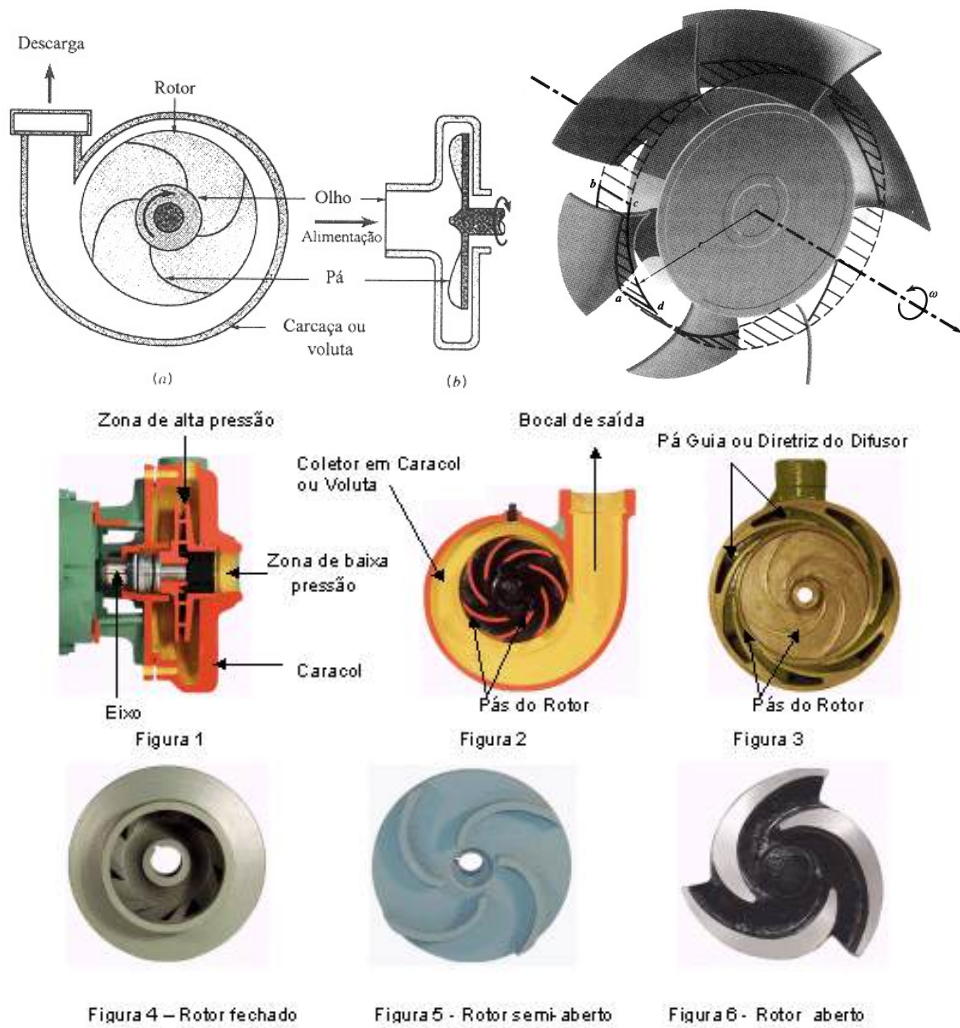 Descarga
Rotor
Olho
Alimentação
Pá
Carcaça ou
voluta
(a)
(b)
b
c
a
d
ω
Zona de alta pressão
Zona de baixa
pressão
Caracol
Eixo
Figura 1
Bocal de saída
Coletor em Caracol
ou Voluta
Pás do Rotor
Figura 2
Pá Guia ou Diretriz do Difusor
Pás do Rotor
Figura 3
Figura 4 – Rotor fechado
Figura 5 - Rotor semi-aberto
Figura 6 - Rotor aberto